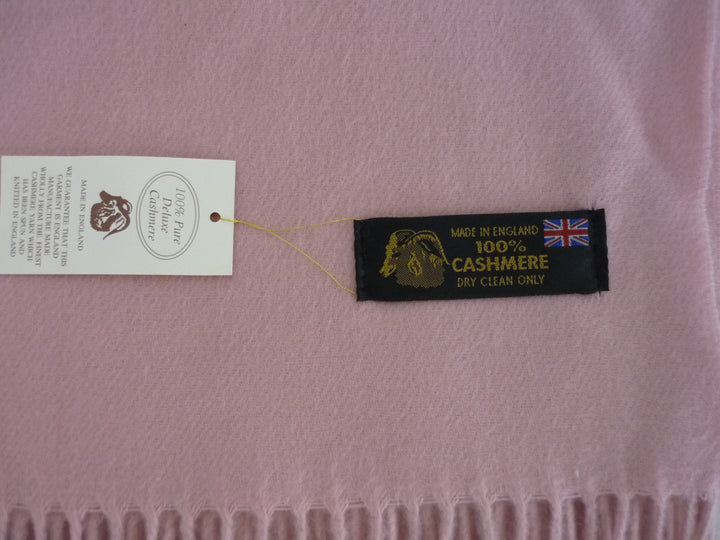 100% Pure
Deluxe
Cashmere
MADE IN ENGLAND
WE GUARANTEE THAT THIS
GARMENT IS ENGLAND
MANUFACTURE MADE
WHOLLY FROM THE FINEST
CASHMERE YARN WHICH
HAS BEEN SPUN AND
KNITTED IN ENGLAND
MADE IN ENGLAND
100%
CASHMERE
DRY CLEAN ONLY